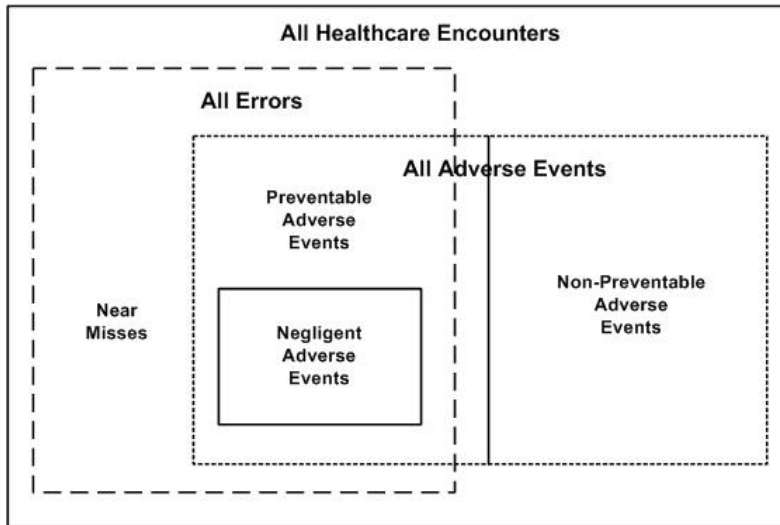 All Healthcare Encounters
All Errors
All Adverse Events
Preventable
Adverse
Events
Near
Misses
Negligent
Adverse
Events
Non-Preventable
Adverse
Events